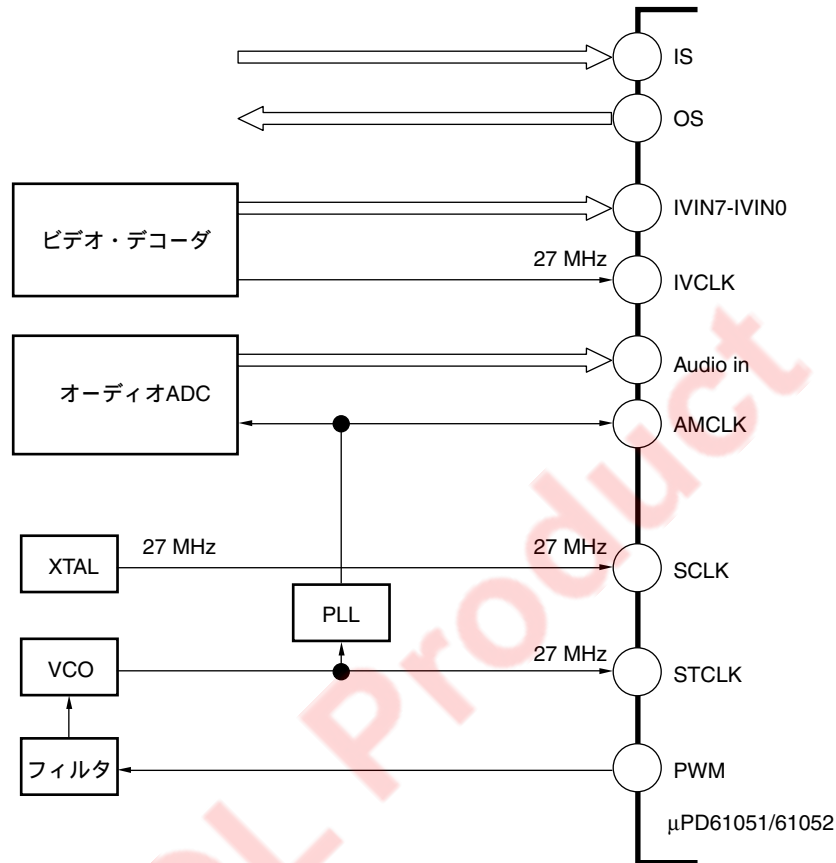 IS
OS
IVIN7-IVIN0
ビデオ・デコーダ
27 MHz
IVCLK
Audio in
オーディオADC
AMCLK
XTAL
27 MHz
27 MHz
SCLK
PLL
VCO
27 MHz
STCLK
フィルタ
PWM
μPD61051/61052
L Product